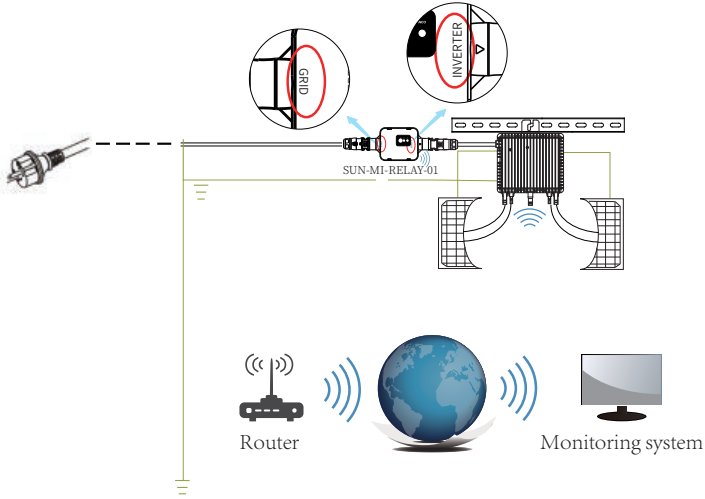 GRID
INVERTER
SUN-MI-RELAY-01
Router
Monitoring system